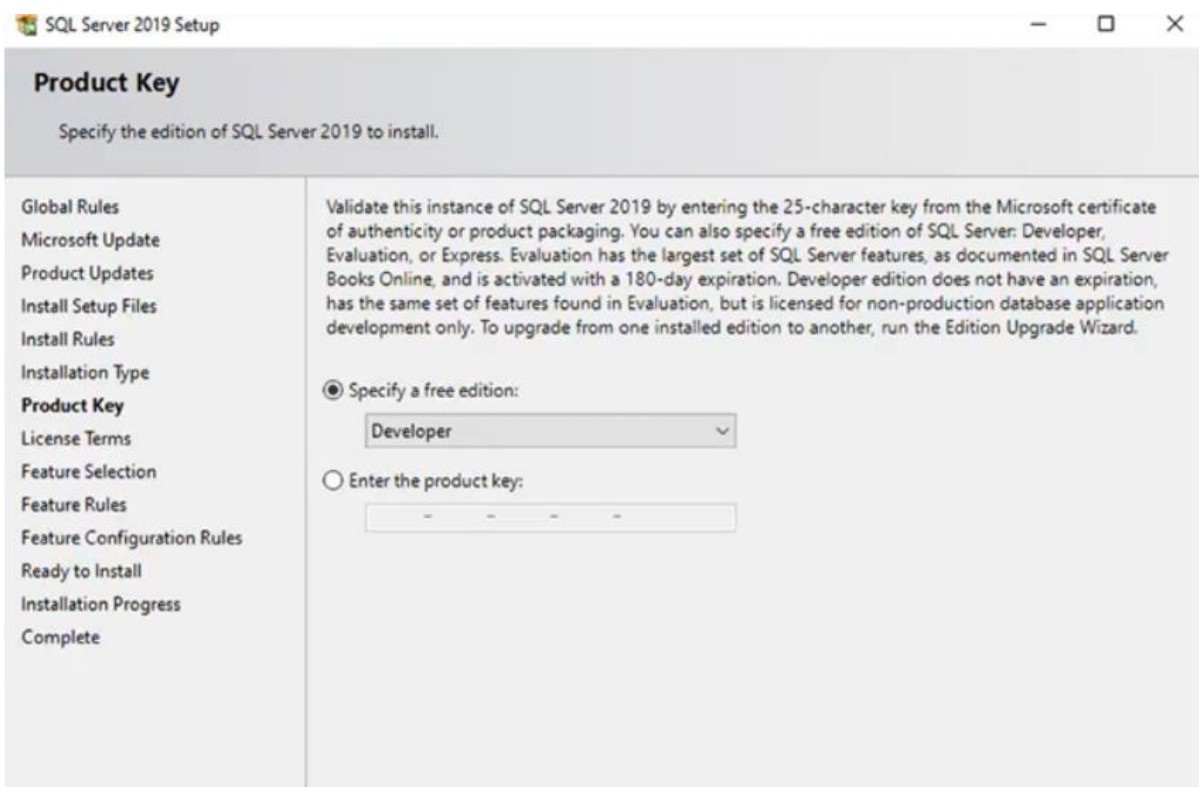 SQL Server 2019 Setup
Product Key
Specify the edition of SQL Server 2019 to install.
Global Rules
Microsoft Update
Product Updates
Install Setup Files
Install Rules
Installation Type
Product Key
License Terms
Feature Selection
Feature Rules
Feature Configuration Rules
Ready to Install
Installation Progress
Complete
Validate this instance of SQL Server 2019 by entering the 25-character key from the Microsoft certificate
of authenticity or product packaging. You can also specify a free edition of SQL Server: Developer,
Evaluation, or Express. Evaluation has the largest set of SQL Server features, as documented in SQL Server
Books Online, and is activated with a 180-day expiration. Developer edition does not have an expiration,
has the same set of features found in Evaluation, but is licensed for non-production database application
development only. To upgrade from one installed edition to another, run the Edition Upgrade Wizard.
Specify a free edition:
Developer
Enter the product key:
- - - -